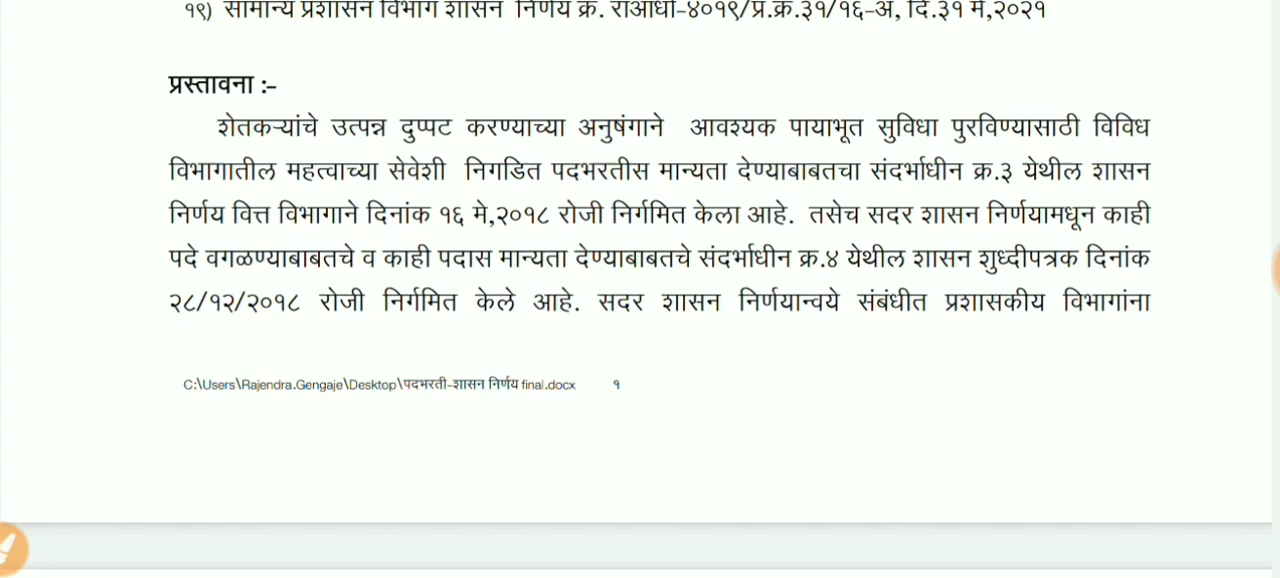 १९) सामान्य प्रशासन विभाग शासन निर्णय क्र. राआधो-४०१९/प्र.क्र.३१/१६-अ, दि.३१ मे,२०२१
प्रस्तावना :-
शेतकऱ्यांचे उत्पन्न दुप्पट करण्याच्या अनुषंगाने आवश्यक पायाभूत सुविधा पुरविण्यासाठी विविध
विभागातील महत्वाच्या सेवेशी निगडित पदभरतीस मान्यता देण्याबाबतचा संदर्भाधीन क्र.३ येथील शासन
निर्णय वित्त विभागाने दिनांक १६ मे,२०१८ रोजी निर्गमित केला आहे. तसेच सदर शासन निर्णयामधून काही
पदे वगळण्याबाबतचे व काही पदास मान्यता देण्याबाबतचे संदर्भाधीन क्र.४ येथील शासन शुध्दीपत्रक दिनांक
२८/१२/२०१८ रोजी निर्गमित केले आहे. सदर शासन निर्णयान्वये संबंधीत प्रशासकीय विभागांना
C:\Users\Rajendra.Gengaje\Desktop\पदभरती-शासन निर्णय final.docx १